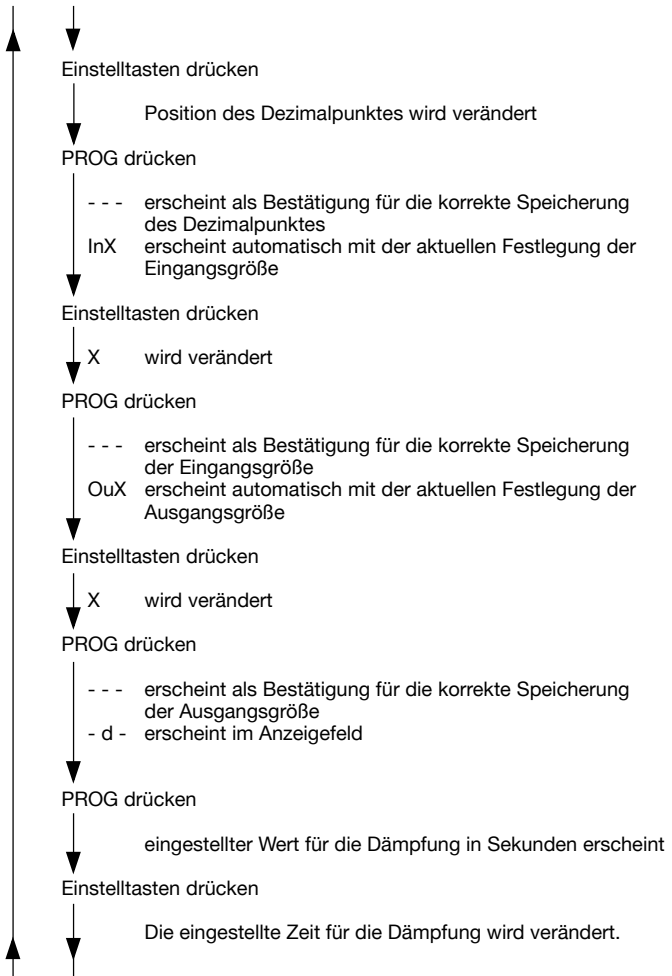 Einstelltasten drücken
Position des Dezimalpunktes wird verändert
PROG drücken
- - - erscheint als Bestätigung für die korrekte Speicherung
des Dezimalpunktes
InX erscheint automatisch mit der aktuellen Festlegung der
Eingangsgröße
Einstelltasten drücken
X wird verändert
PROG drücken
- - - erscheint als Bestätigung für die korrekte Speicherung
der Eingangsgröße
OuX erscheint automatisch mit der aktuellen Festlegung der
Ausgangsgröße
Einstelltasten drücken
X wird verändert
PROG drücken
- - - erscheint als Bestätigung für die korrekte Speicherung
der Ausgangsgröße
- d - erscheint im Anzeigefeld
PROG drücken
eingestellter Wert für die Dämpfung in Sekunden erscheint
Einstelltasten drücken
Die eingestellte Zeit für die Dämpfung wird verändert.